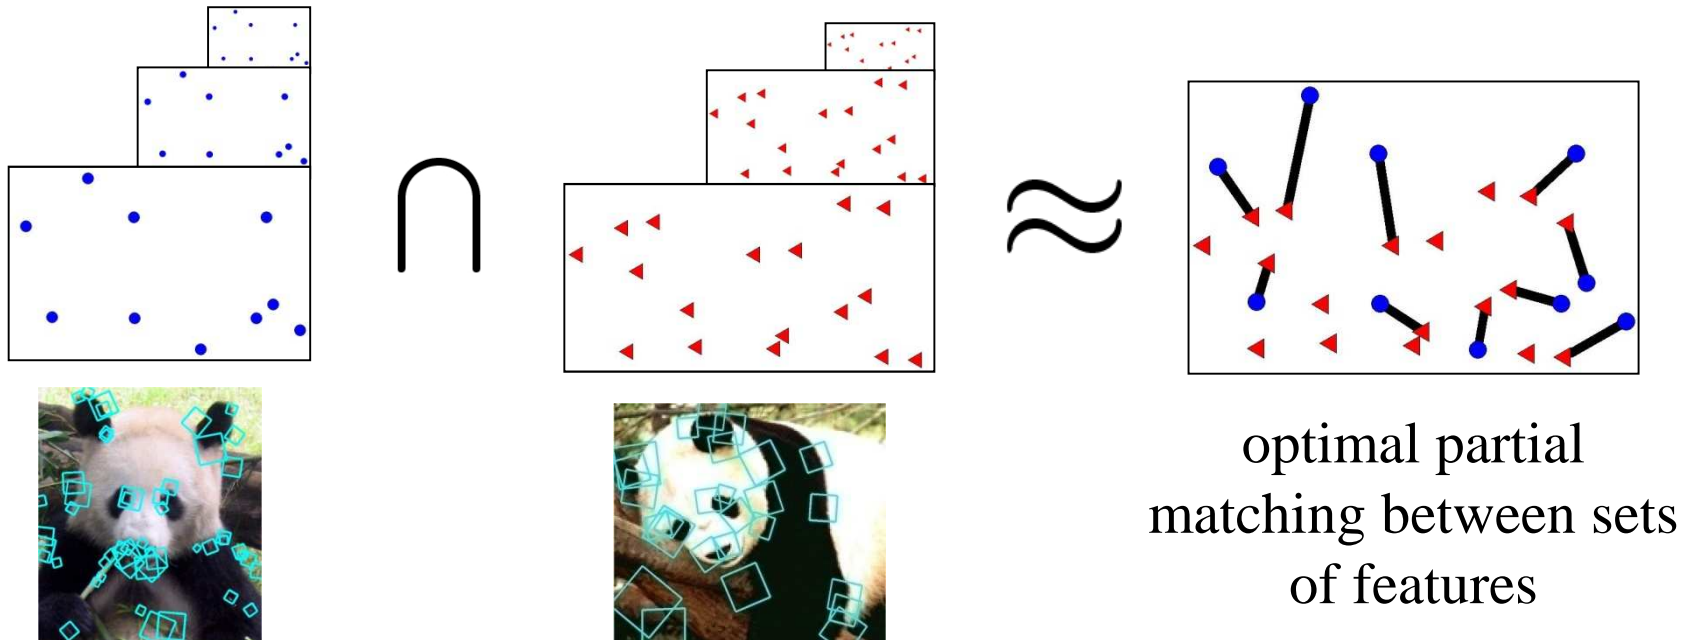 ∩
≈
optimal partial
matching between sets
of features